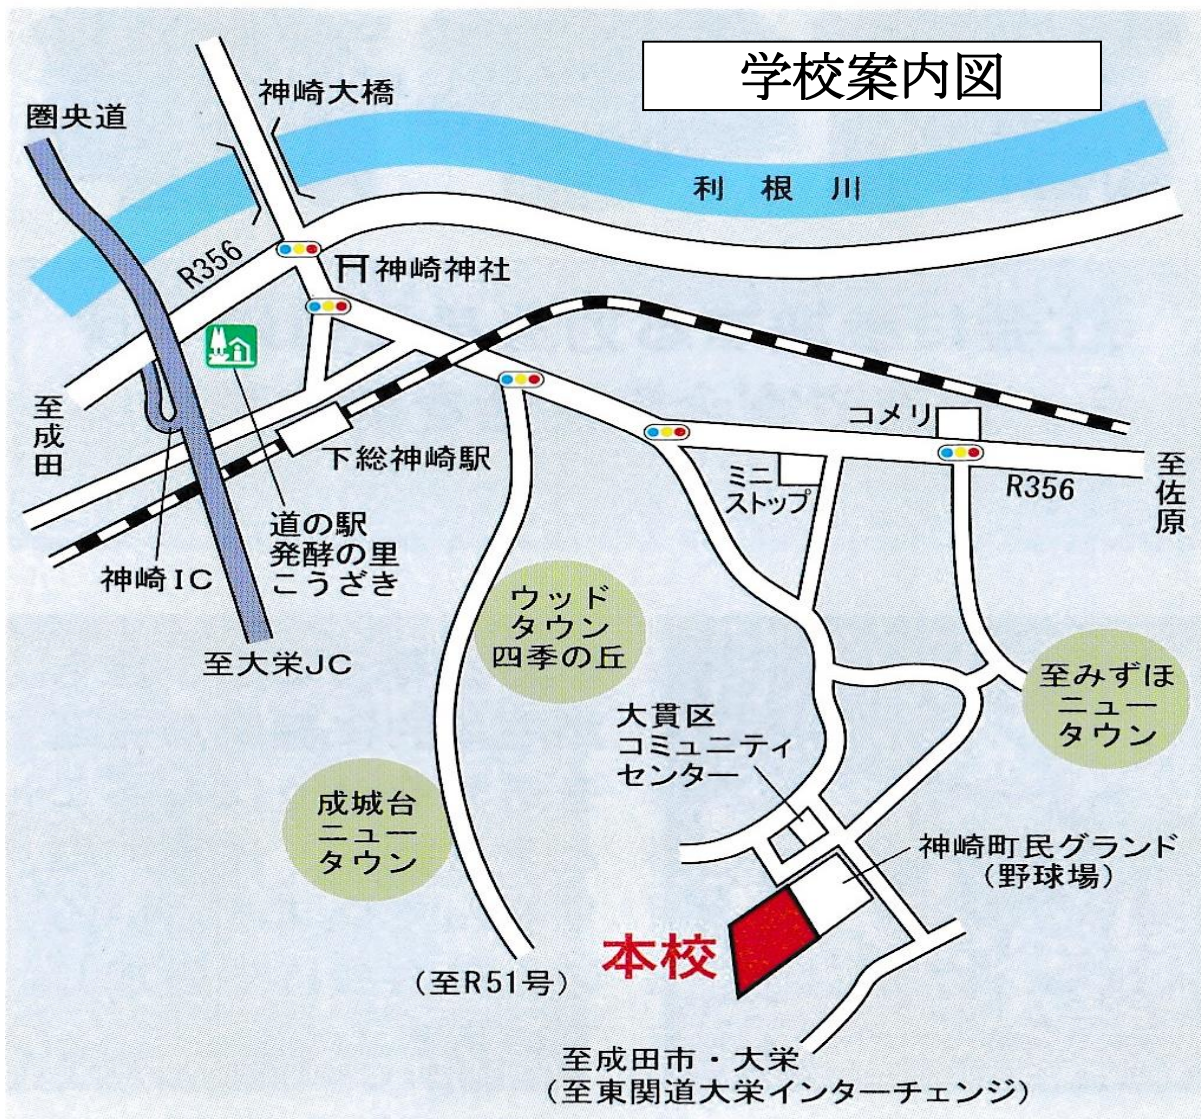 学校案内図
神崎大橋
圏央道
利根川
R356
神崎神社
至成田
下総神崎駅
コメリ
ミニ
ストップ
R356
至佐原
道の駅
発酵の里
こうざき
神崎IC
至大栄JC
ウッド
タウン
四季の丘
至みずほ
ニュー
タウン
大貫区
コミュニティ
センター
成城台
ニュー
タウン
神崎町民グランド
(野球場)
本校
(至R51号)
至成田市・大栄
(至東関道大栄インターチェンジ)